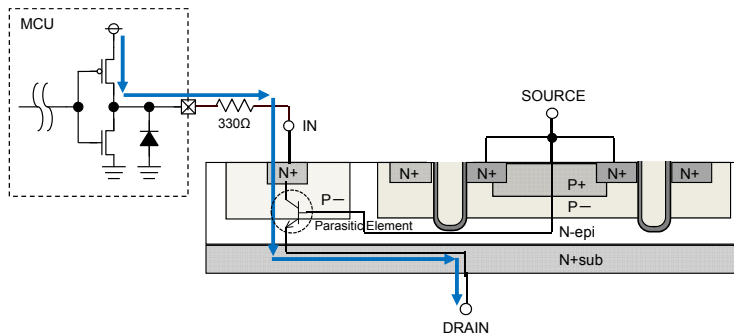 MCU
330Ω
IN
SOURCE
N+
N+
N+
N+
N+
P+
P−
P−
Parasitic Element
N-epi
N+sub
DRAIN